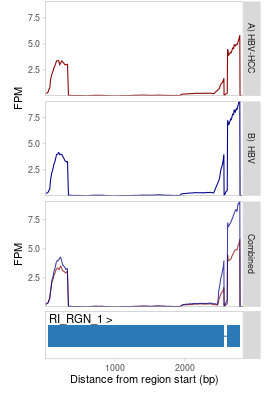 7.5
5.0
2.5
FPM
A) HBV-HCC
7.5
5.0
2.5
B) HBV
7.5
5.0
2.5
FPM
Combined
RI_RGN_1 >
1000 2000
Distance from region start (bp)